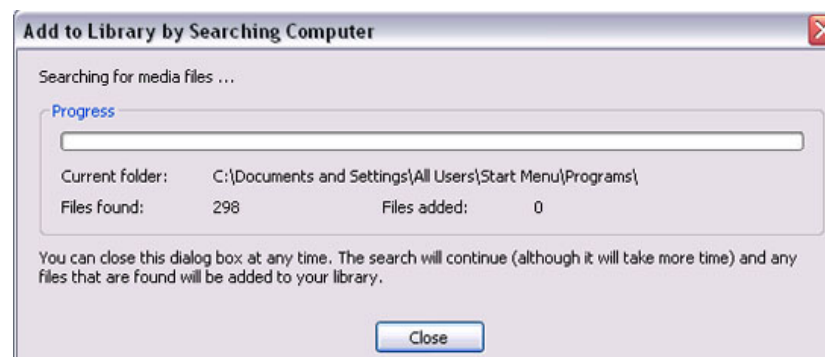 Add to Library by Searching Computer
Searching for media files ...
Progress
Current folder: C:\Documents and Settings\All Users\Start Menu\Programs\
Files found: 298 Files added: 0
You can close this dialog box at any time. The search will continue (although it will take more time) and any
files that are found will be added to your library.
Close